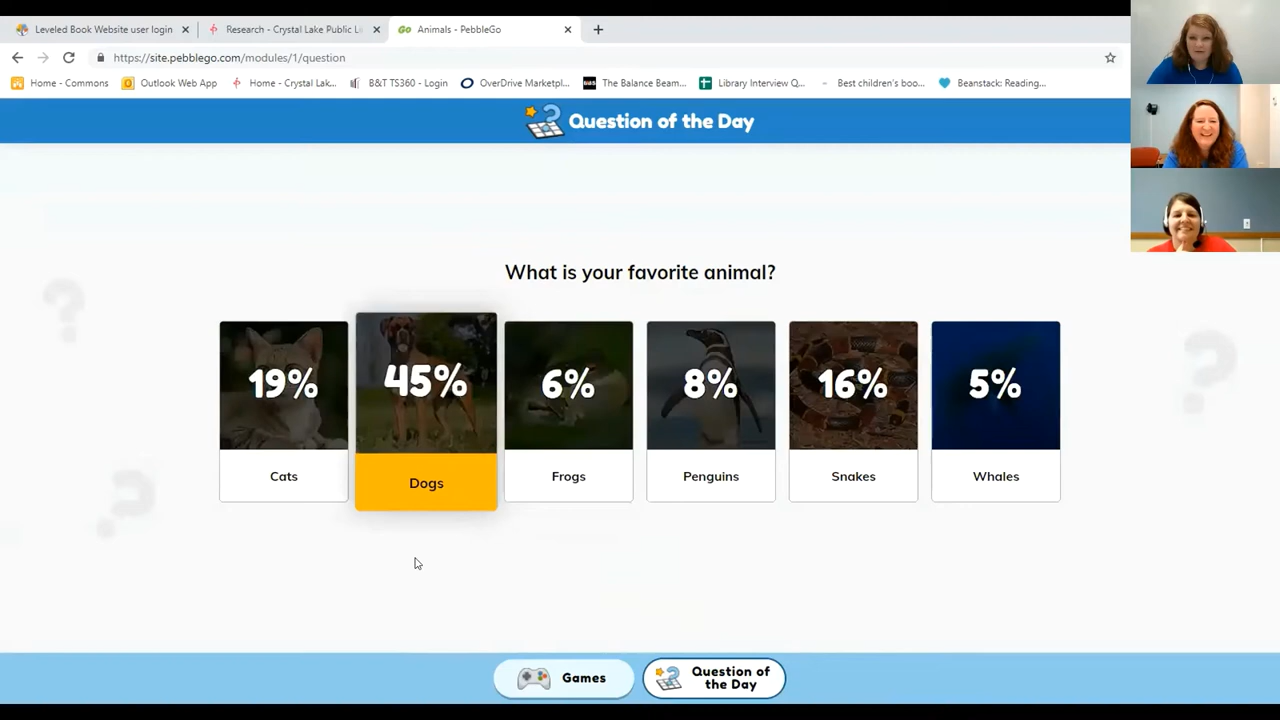 Leveled Book Website user login
Research - Crystal Lake Public Li
GO Animals - PebbleGo
https://site.pebblego.com/modules/1/question
Home - Commons
Outlook Web App
Home - Crystal Lak...
B&T TS360 - Login
OverDrive Marketpl...
The Balance Beam...
Library Interview Q...
Best children's boo...
Beanstack: Reading...
Question of the Day
What is your favorite animal?
19%
45%
6%
8%
16%
5%
Cats
Dogs
Frogs
Penguins
Snakes
Whales
Games
Question of
the Day